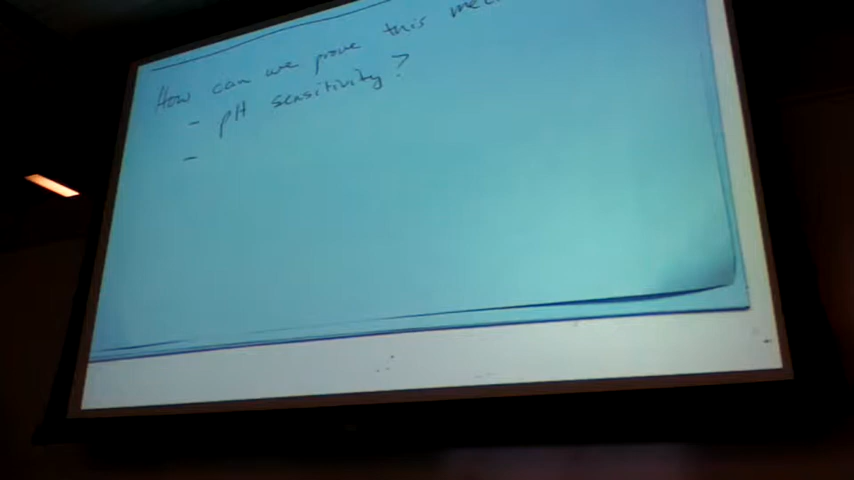 How can we prove this
- pH sensitivity?
-